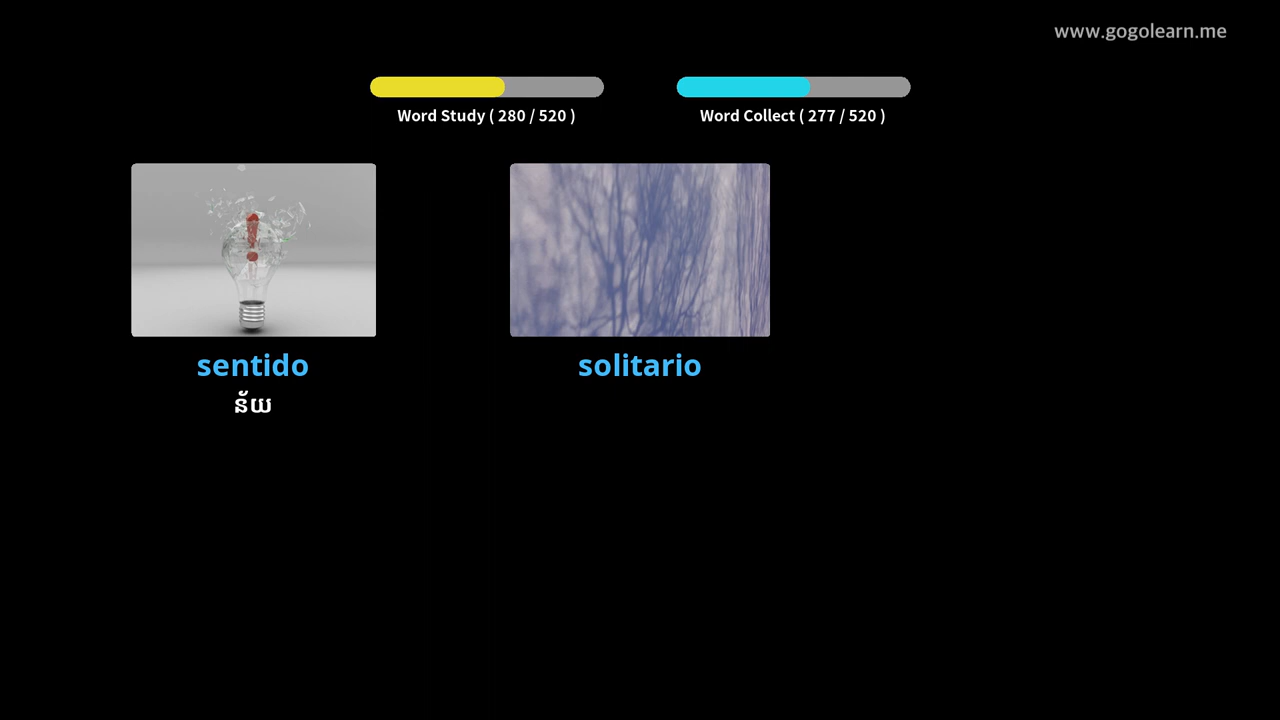 www.gogolearn.me
Word Study ( 280 / 520 )
Word Collect ( 277 / 520 )
sentido
solitario
ន័យ